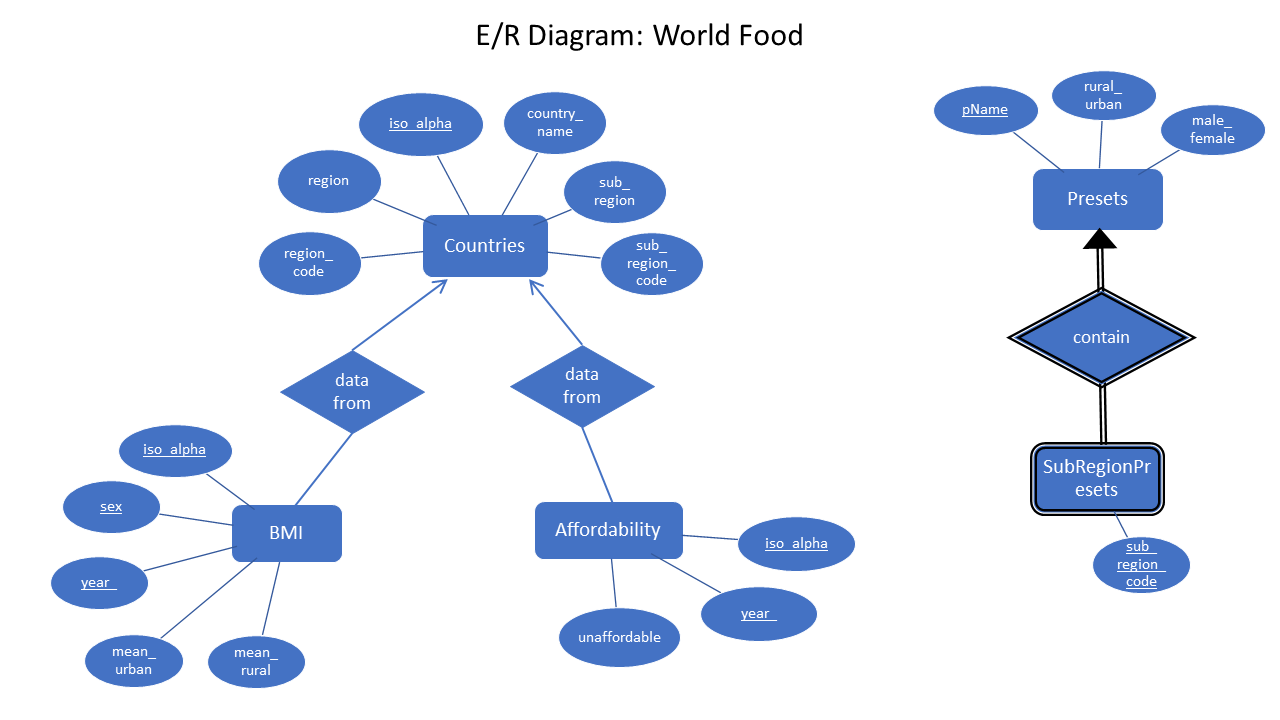 E/R Diagram: World Food
iso_alpha
country_
name
region
sub_
region
Countries
region_
code
sub_
region_
code
data
from
data
from
iso_alpha
sex
BMI
year_
mean_
urban
mean_
rural
Affordability
iso_alpha
year_
unaffordable
pName
rural_
urban
male_
female
Presets
contain
SubRegionPr
esets
sub_
region_
code